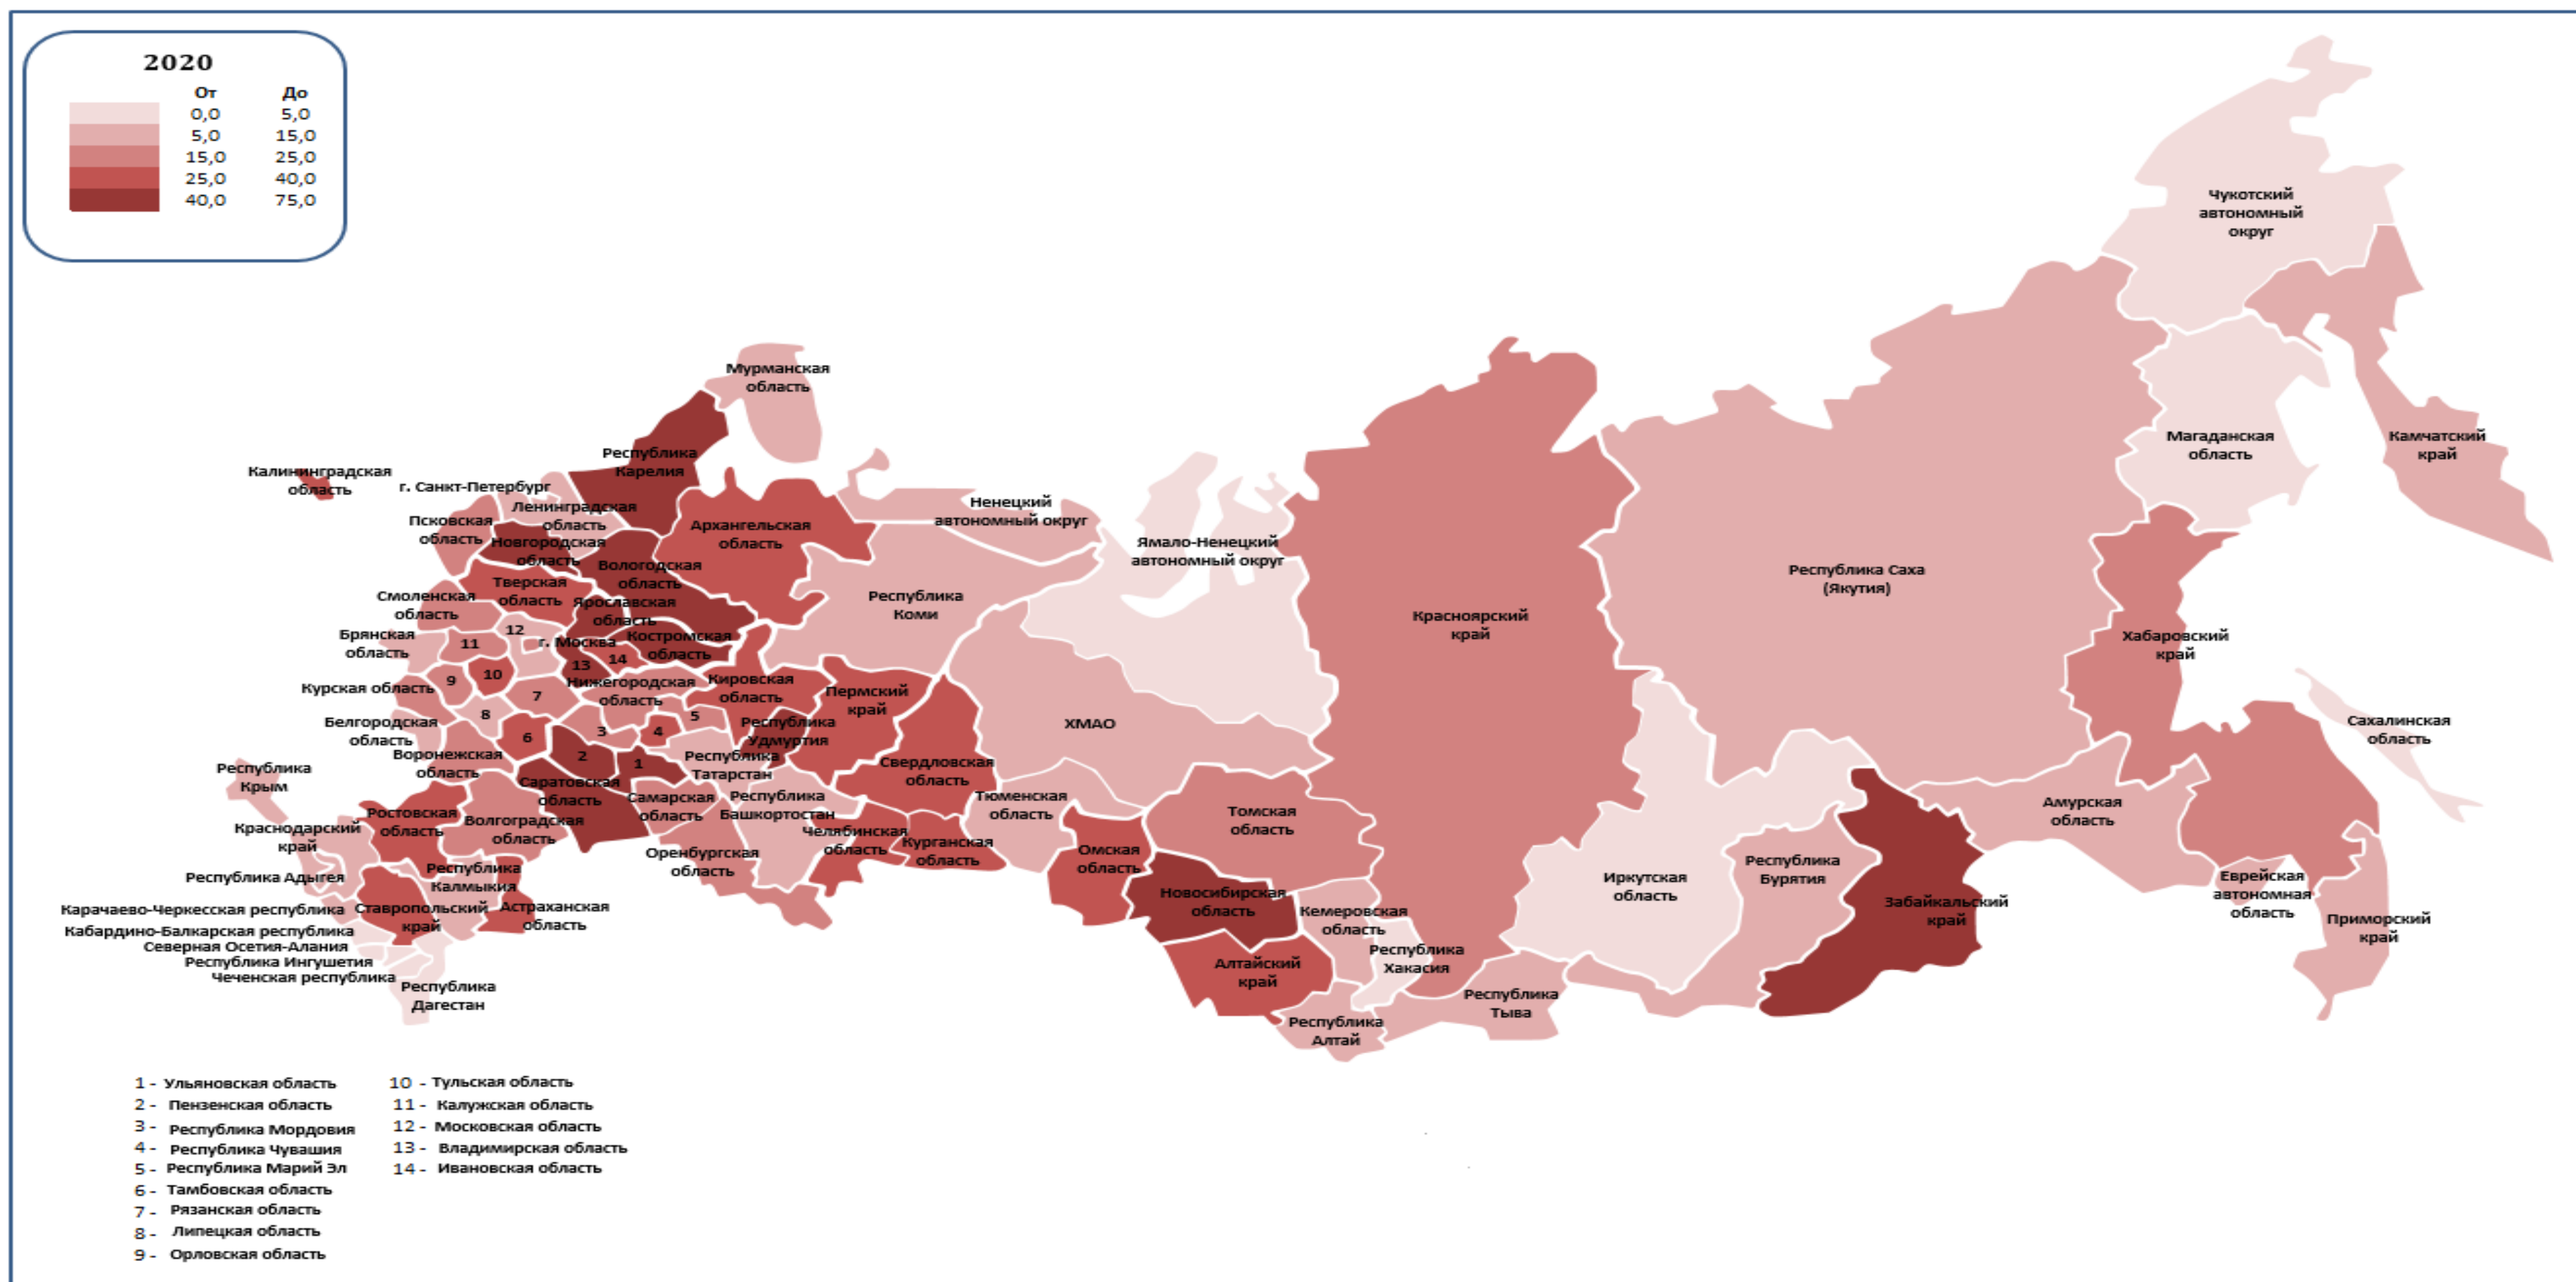 2020
От До
0,0 5,0
5,0 15,0
15,0 25,0
25,0 40,0
40,0 75,0
Чукотский
автономный
округ
Мурманская
область
Республика
Карелия
Калининградская
область
г. Санкт-Петербург
Ленинградская
область
Псковская
область
Новгородская
область
Архангельская
область
Ненецкий
автономный округ
Ямало-Ненецкий
автономный округ
Магаданская
область
Камчатский
край
Вологодская
область
Тверская
область
Ярославская
область
Смоленская
область
Республика
Коми
Красноярский
край
Республика Саха
(Якутия)
Хабаровский
край
Брянская
область
12
11
г. Москва
Костромская
область
13
14
Курская область
9
10
7
Нижегородская
область
Кировская
область
Пермский
край
Белгородская
область
8
6
3
4
5
Республика
Удмуртия
ХМАО
Сахалинская
область
Воронежская
область
2
1
Республика
Татарстан
Свердловская
область
Республика
Крым
Саратовская
область
Самарская
область
Республика
Башкортостан
Тюменская
область
Томская
область
Амурская
область
Краснодарский
край
Ростовская
область
Волгоградская
область
Оренбургская
область
Челябинская
область
Курганская
область
Омская
область
Республика Адыгея
Республика
Калмыкия
Новосибирская
область
Кемеровская
область
Иркутская
область
Республика
Бурятия
Забайкальский
край
Еврейская
автономная
область
Приморский
край
Карачаево-Черкесская республика
Ставропольский
край
Астраханская
область
Кабардино-Балкарская республика
Северная Осетия-Алания
Республика Ингушетия
Чеченская республика
Республика
Дагестан
Алтайский
край
Республика
Хакасия
Республика
Тыва
Республика
Алтай
1 - Ульяновская область
2 - Пензенская область
3 - Республика Мордовия
4 - Республика Чувашия
5 - Республика Марий Эл
6 - Тамбовская область
7 - Рязанская область
8 - Липецкая область
9 - Орловская область
10 - Тульская область
11 - Калужская область
12 - Московская область
13 - Владимирская область
14 - Ивановская область